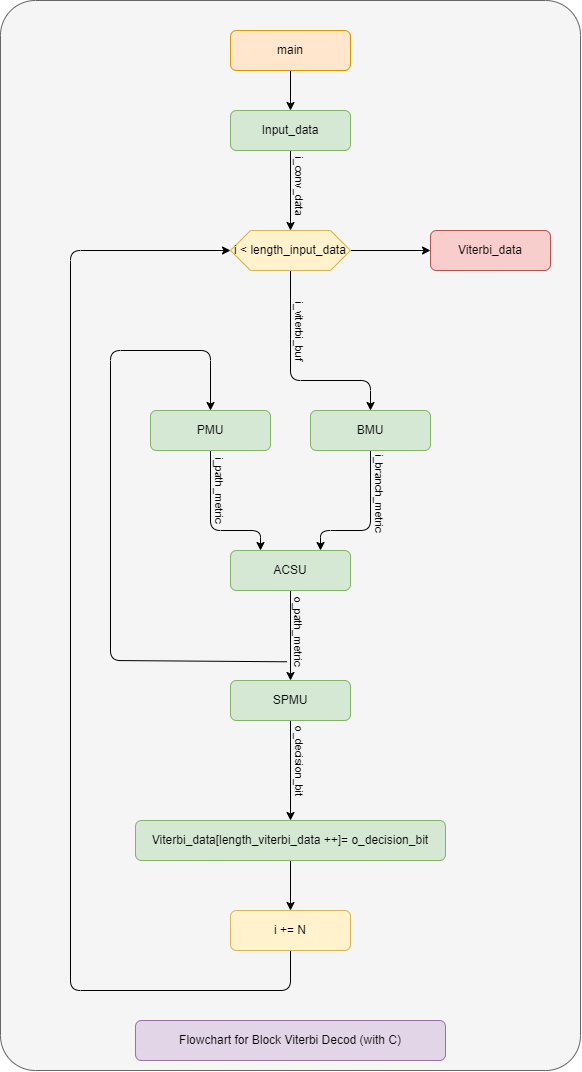 main
Input_data
i_conv_data
i < length_input_data
Viterbi_data
i_viterbi_buf
PMU
BMU
i_path_metric
i_branch_metric
ACSU
o_path_metric
SPMU
o_decision_bit
Viterbi_data[length_viterbi_data ++]= o_decision_bit
i += N
Flowchart for Block Viterbi Decod (with C)